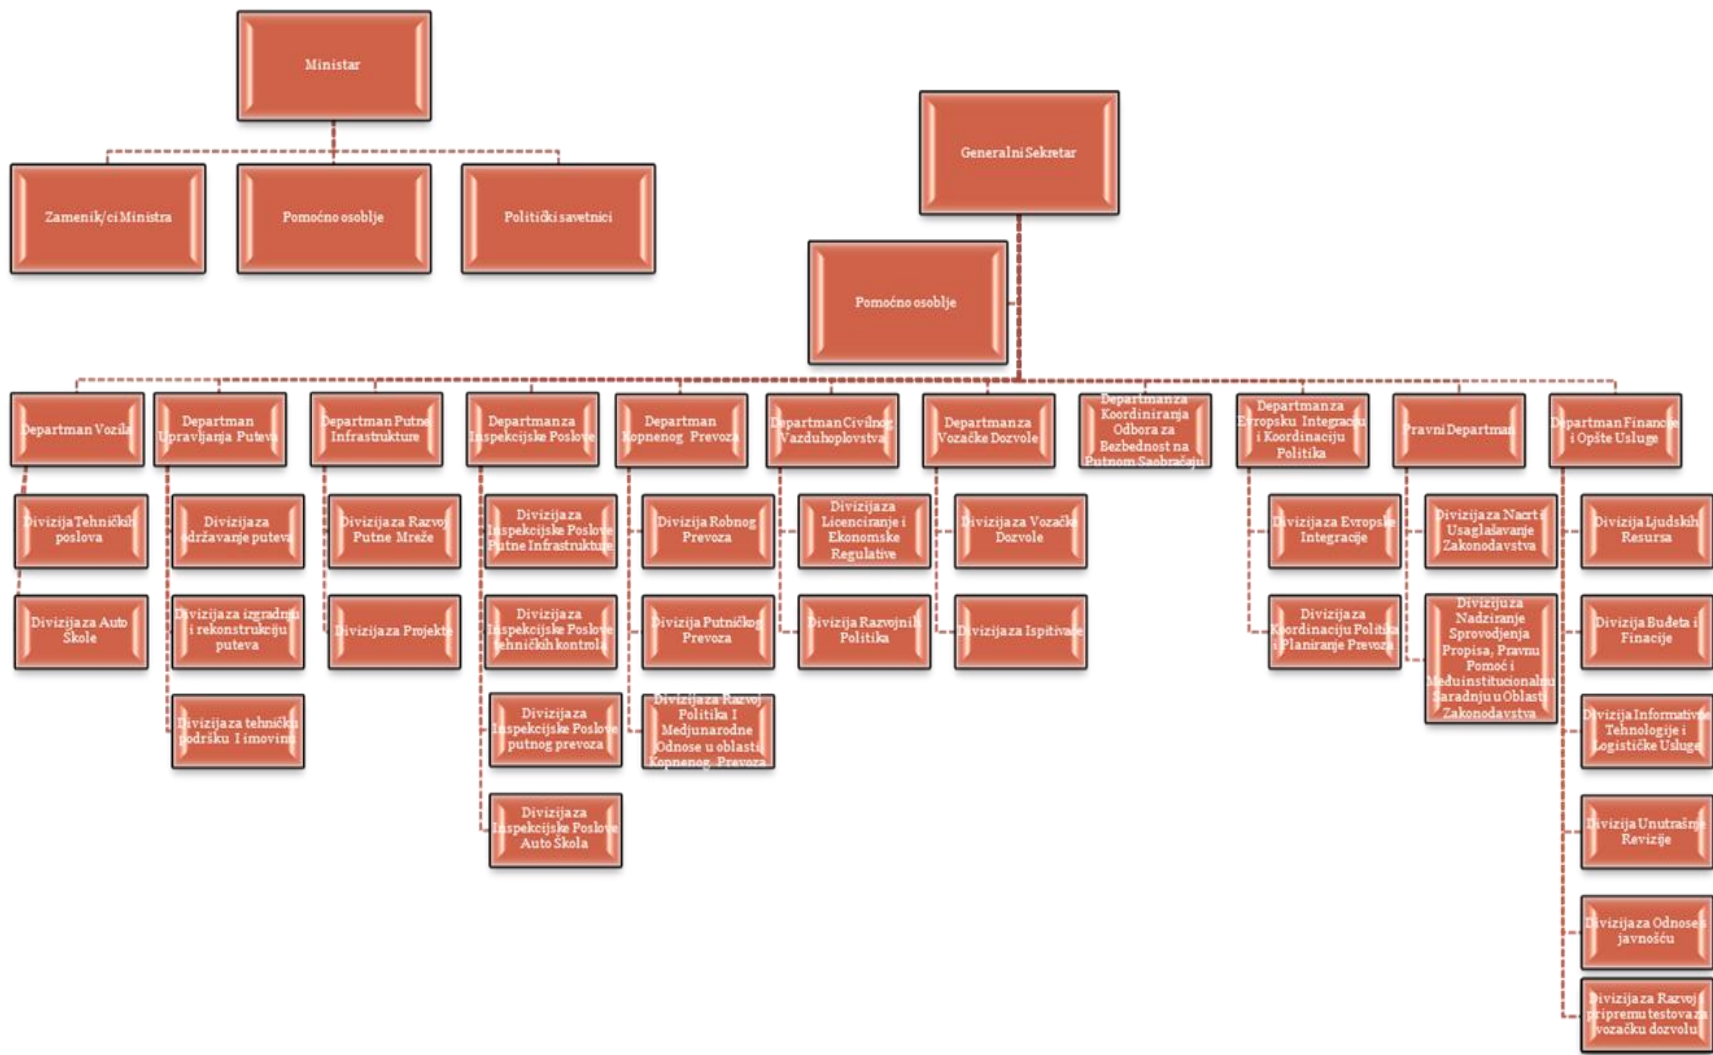 Ministar
Generalni Sekretar
Zamenik/ci Ministra
Pomoćno osoblje
Politički savetnici
Pomoćno osoblje
Departman Vozila
Departman
Upravljanja Puteva
Departman Putne
Infrastrukture
Departman za
Inspekcijske Poslove
Departman
Kopnenog Prevoza
Departman Civilnog
Vazduhoplovstva
Departman za
Vozačke Dozvole
Departman za
Koordiniranja
Odbora za
Bezbednost na
Putnom Saobračaju
Departman za
Evropsku Integraciju
i Koordinaciju
Politika
Pravni Departman
Departman Financije
i Opšte Usluge
Divizija Tehničkih
poslova
Divizija za Auto
Škole
Divizija za
održavanje puteva
Divizija za izgradnju
i rekonstrukciju
puteva
Divizija za tehničku
podršku I imovinu
Divizija za Razvoj
Putne Mreže
Divizija za Projekte
Divizija za
Inspekcijske Poslove
Putne Infrastrukture
Divizija za
Inspekcijske Poslove
tehničkih kontrola
Divizija za
Inspekcijske Poslove
putnog prevoza
Divizija za
Inspekcijske Poslove
Auto Škola
Divizija Robnog
Prevoza
Divizija Putničkog
Prevoza
Divizija za Razvoj
Politika I
Medjunarodne
Odnose u oblasti
Kopnenog Prevoza
Divizija za
Licenciranje i
Ekonomske
Regulative
Divizija Razvojnih
Politika
Divizija za Vozačke
Dozvole
Divizija za Ispitivače
Divizija za Evropske
Integracije
Divizija za
Koordinaciju Politika
i Planiranje Prevoza
Divizija za Nacrt i
Usaglašavanje
Zakonodavstva
Diviziju za
Nadziranje
Sprovodjenja
Propisa, Pravnu
Pomoć i
Međuinstitucionalnu
Saradnju u Oblasti
Zakonodavstva
Divizija Ljudskih
Resursa
Divizija Buđeta i
Finacije
Divizija Informativne
Tehnologije i
Logističke Usluge
Divizija Unutrašnje
Revizije
Divizija za Odnose s
javnošću
Divizija za Razvoj i
pripremu testova za
vozačku dozvolu